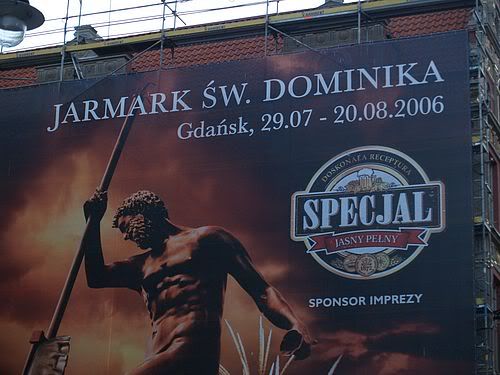 JARMARK ŚW. DOMINIKA
Gdańsk, 29.07 - 20.08.2006
DOSKONAŁA RECEPTURA
SPECJAL
JASNY PEŁNY
SPONSOR IMPREZY